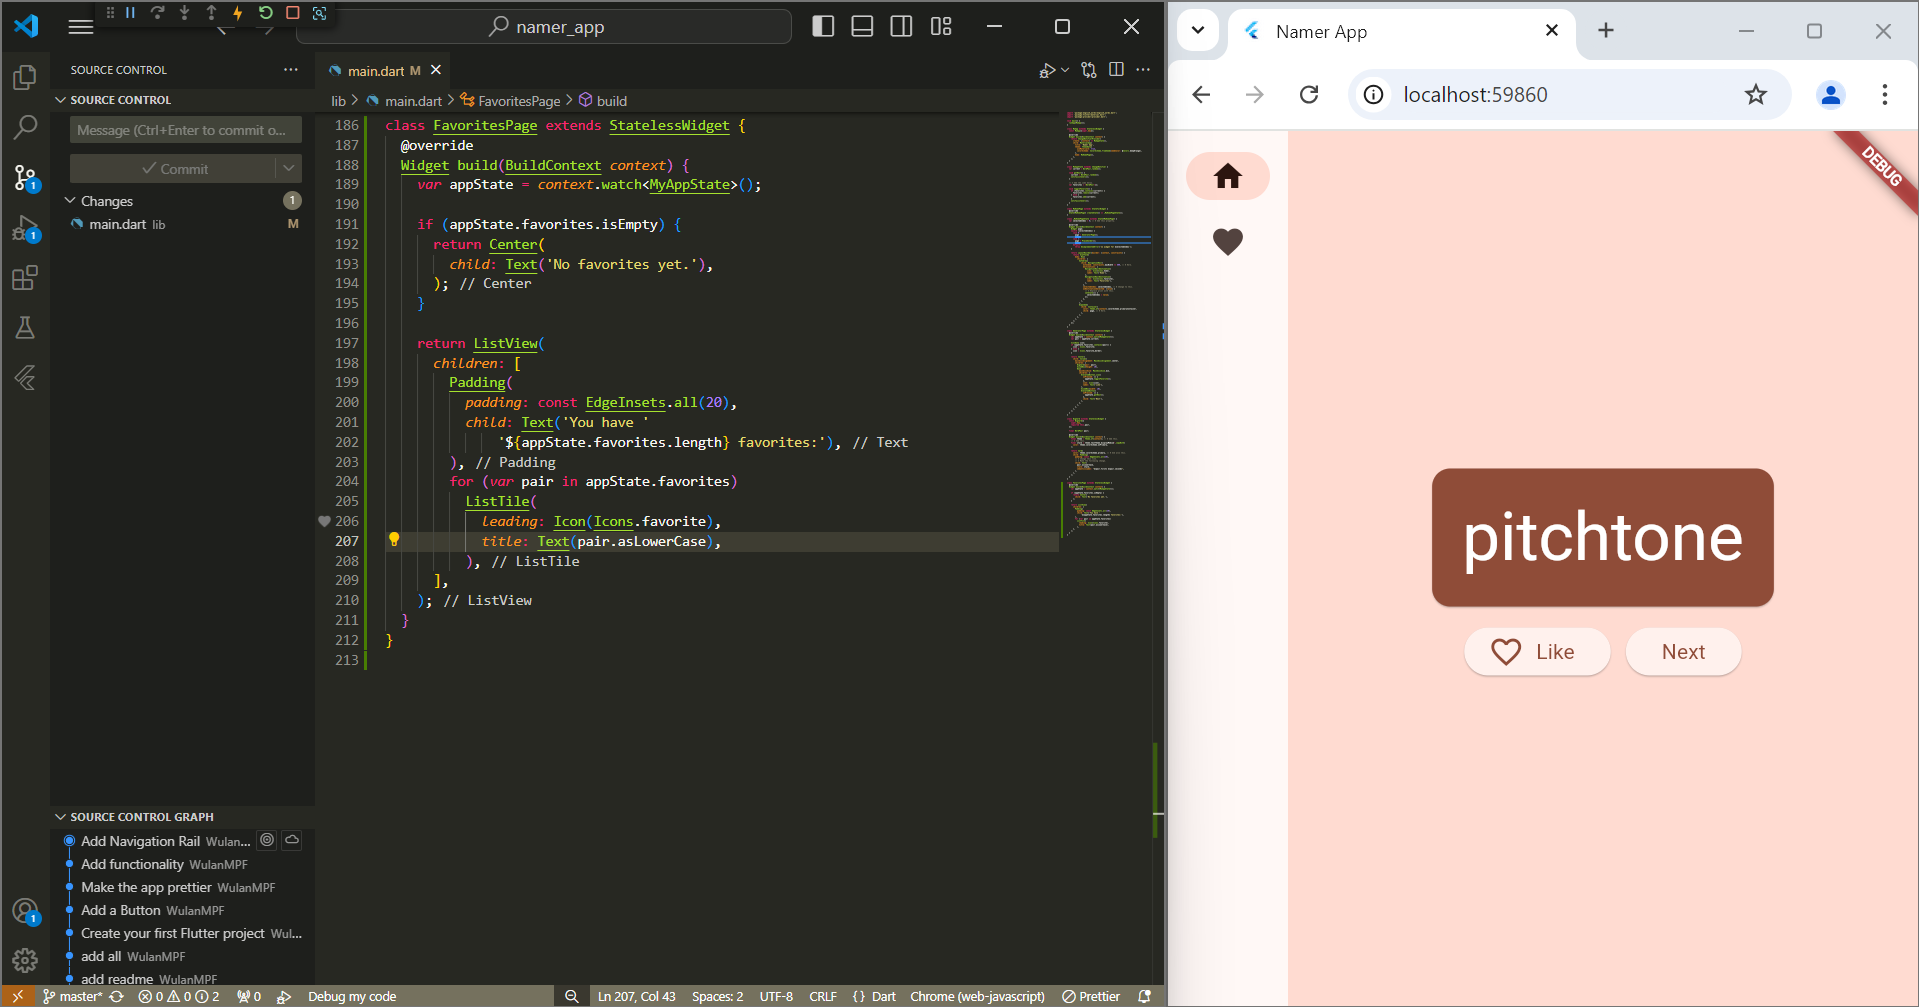 namer_app
SOURCE CONTROL
SOURCE CONTROL
Message (Ctrl+Enter to commit o...
Commit
Changes 1
main.dart lib M
1
1
1
SOURCE CONTROL GRAPH
Add Navigation Rail Wulan...
Add functionality WulanMPF
Make the app prettier WulanMPF
Add a Button WulanMPF
Create your first Flutter project Wul...
add all WulanMPF
add readme WulanMPF
main.dart M
lib > main.dart > FavoritesPage > build
186 class FavoritesPage extends StatelessWidget {
187 @override
188 Widget build(BuildContext context) {
189 var appState = context.watch<MyAppState>();
190
191 if (appState.favorites.isEmpty) {
192 return Center(
193 child: Text('No favorites yet.'),
194 ); // Center
195 }
196
197 return ListView(
198 children: [
199 Padding(
200 padding: const EdgeInsets.all(20),
201 child: Text('You have '
202 '${appState.favorites.length} favorites:'), // Text
203 ), // Padding
204 for (var pair in appState.favorites)
205 ListTile(
206 leading: Icon(Icons.favorite),
207 title: Text(pair.asLowerCase),
208 ), // ListTile
209 ],
210 ); // ListView
211 }
212 }
213
master* 0 0 2 0 Debug my code Ln 207, Col 43 Spaces: 2 UTF-8 CRLF {} Dart Chrome (web-javascript) Prettier
Namer App
localhost:59860
DEBUG
pitchtone
Like Next